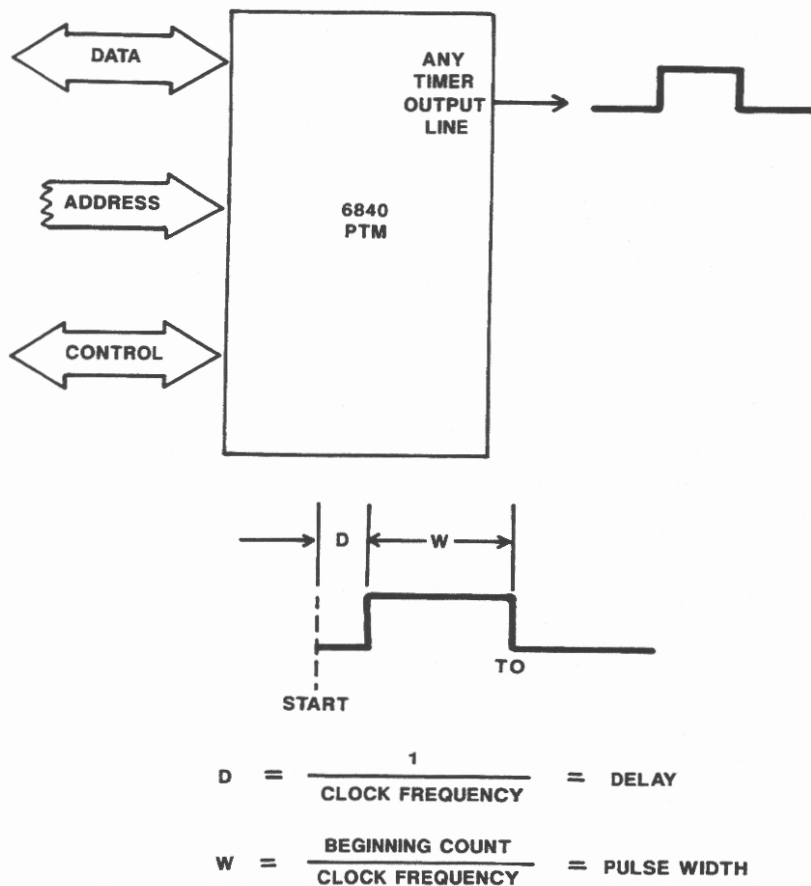 DATA
ANY
TIMER
OUTPUT
LINE
ADDRESS
6840
PTM
CONTROL
D
W
TO
START
D = 1 / CLOCK FREQUENCY = DELAY
W = BEGINNING COUNT / CLOCK FREQUENCY = PULSE WIDTH